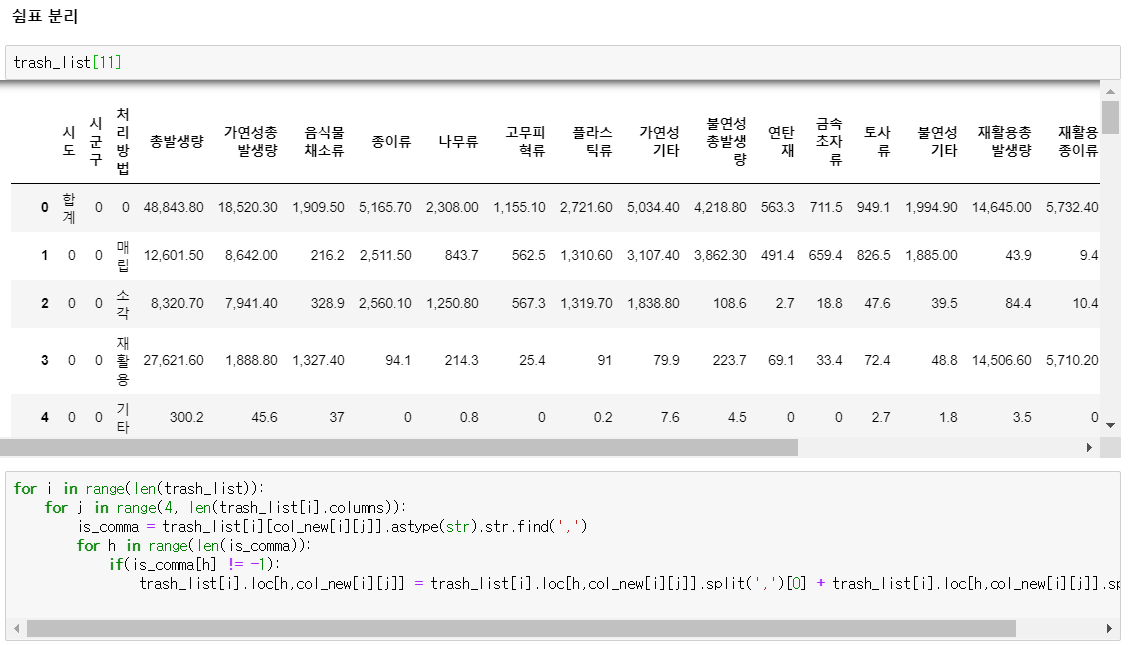 쉼표 분리
trash_list[11]
시도 시군구 처리방법 총발생량 가연성총발생량 음식물채소류 종이류 나무류 고무피혁류 플라스틱류 가연성기타 불연성총발생량 연탄재 금속초자류 토사류 불연성기타 재활용총발생량 재활용종이류
0 합계 0 0 48,843.80 18,520.30 1,909.50 5,165.70 2,308.00 1,155.10 2,721.60 5,034.40 4,218.80 563.3 711.5 949.1 1,994.90 14,645.00 5,732.40
1 0 0 매립 12,601.50 8,642.00 216.2 2,511.50 843.7 562.5 1,310.60 3,107.40 3,862.30 491.4 659.4 826.5 1,885.00 43.9 9.4
2 0 0 소각 8,320.70 7,941.40 328.9 2,560.10 1,250.80 567.3 1,319.70 1,838.80 108.6 2.7 18.8 47.6 39.5 84.4 10.4
3 0 0 재활용 27,621.60 1,888.80 1,327.40 94.1 214.3 25.4 91 79.9 223.7 69.1 33.4 72.4 48.8 14,506.60 5,710.20
4 0 0 기타 300.2 45.6 37 0 0.8 0 0.2 7.6 4.5 0 0 2.7 1.8 3.5 0
for i in range(len(trash_list)):
for j in range(4, len(trash_list[i].columns)):
is_comma = trash_list[i][col_new[i][j]].astype(str).str.find(',')
for h in range(len(is_comma)):
if(is_comma[h] != -1):
trash_list[i].loc[h,col_new[i][j]] = trash_list[i].loc[h,col_new[i][j]].split(',')[0] + trash_list[i].loc[h,col_new[i][j]].sp